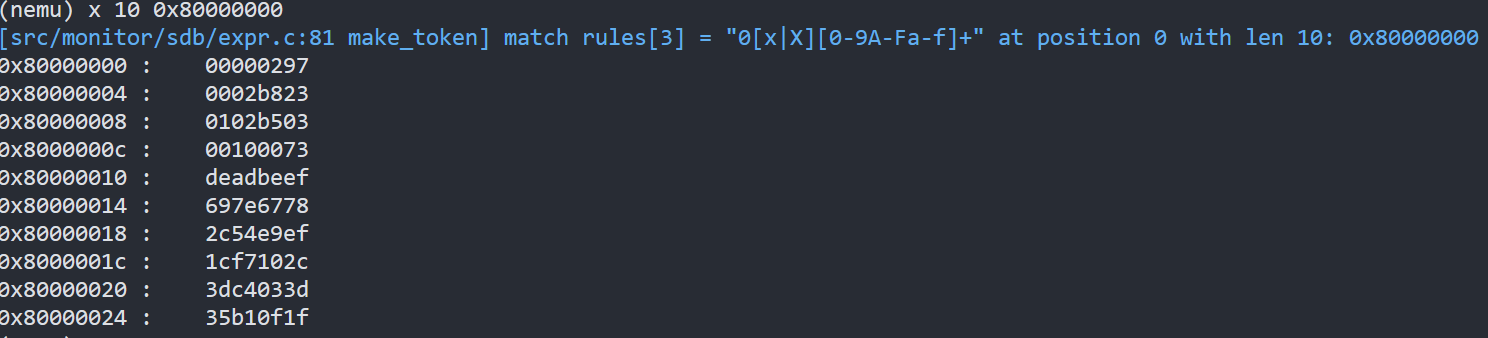 (nemu) x 10 0x80000000
[src/monitor/sdb/expr.c:81 make_token] match rules[3] = "0[x|X][0-9A-Fa-f]+" at position 0 with len 10: 0x80000000
0x80000000 :    00000297
0x80000004 :    0002b823
0x80000008 :    0102b503
0x8000000c :    00100073
0x80000010 :    deadbeef
0x80000014 :    697e6778
0x80000018 :    2c54e9ef
0x8000001c :    1cf7102c
0x80000020 :    3dc4033d
0x80000024 :    35b10f1f